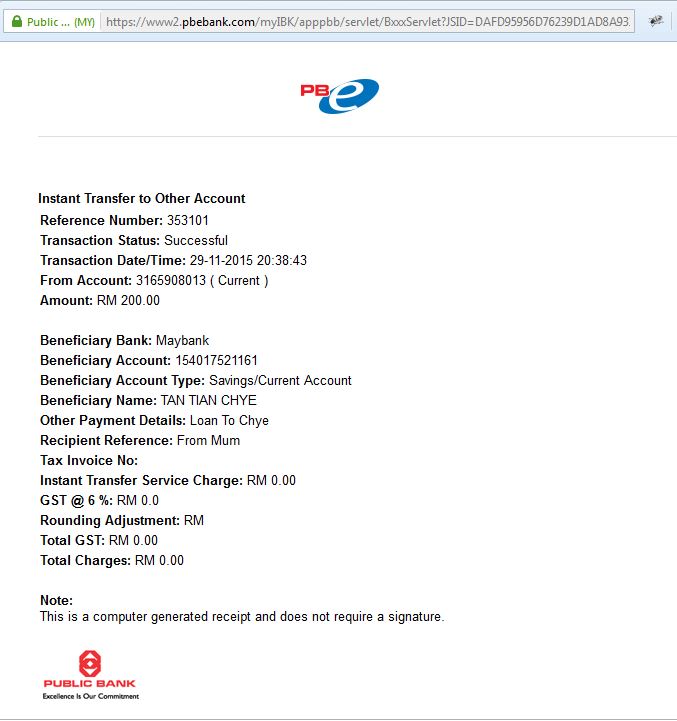 Public ... (MY) https://www2.pbebank.com/myIBK/apppbb/servlet/BxxxServlet?JSID=DAFD95956D76239D1AD8A93
PBe
Instant Transfer to Other Account
Reference Number: 353101
Transaction Status: Successful
Transaction Date/Time: 29-11-2015 20:38:43
From Account: 3165908013 ( Current )
Amount: RM 200.00
Beneficiary Bank: Maybank
Beneficiary Account: 154017521161
Beneficiary Account Type: Savings/Current Account
Beneficiary Name: TAN TIAN CHYE
Other Payment Details: Loan To Chye
Recipient Reference: From Mum
Tax Invoice No:
Instant Transfer Service Charge: RM 0.00
GST @ 6 %: RM 0.0
Rounding Adjustment: RM
Total GST: RM 0.00
Total Charges: RM 0.00
Note:
This is a computer generated receipt and does not require a signature.
PUBLIC BANK
Excellence Is Our Commitment